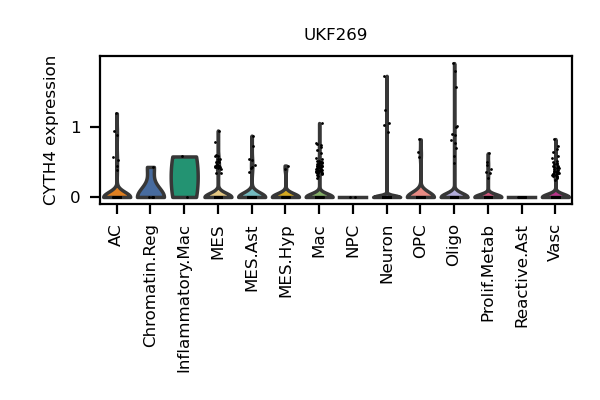 UKF269
CYTH4 expression
1
0
AC
Chromatin.Reg
Inflammatory.Mac
MES
MES.Ast
MES.Hyp
Mac
NPC
Neuron
OPC
Oligo
Prolif.Metab
Reactive.Ast
Vasc